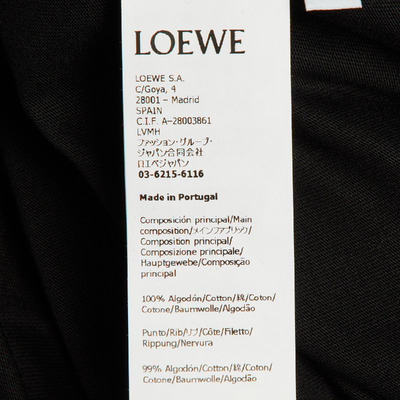 LOEWE
LOEWE S.A.
C/Goya, 4
28001 – Madrid
SPAIN
C.I.F. A–28003861
LVMH
ファッション・グループ・
ジャパン合同会社
ロエベジャパン
03-6215-6116
Made in Portugal
Composición principal/Main
composition/メインファブリック/
Composition principal/
Composizione principale/
Hauptgewebe/Composição
principal
100% Algodón/Cotton/綿/Coton/
Cotone/Baumwolle/Algodão
Punto/Rib/リブ/Côte/Filetto/
Rippung/Nervura
99% Algodón/Cotton/綿/Coton/
Cotone/Baumwolle/Algodão